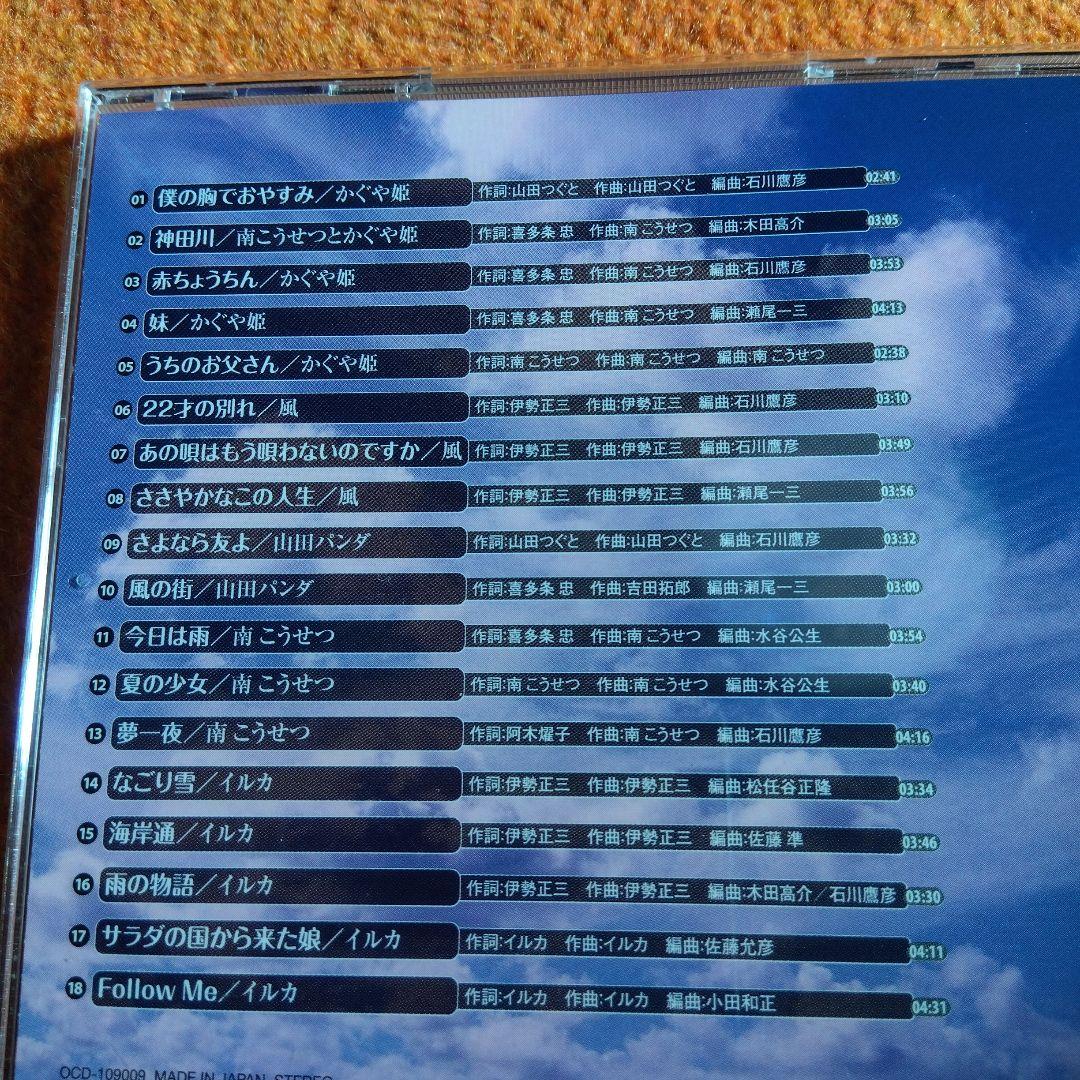 01 僕の胸でおやすみ／かぐや姫 作詞:山田つぐと 作曲:山田つぐと 編曲:石川鷹彦 02:41
02 神田川／南こうせつとかぐや姫 作詞:喜多条 忠 作曲:南 こうせつ 編曲:木田高介 03:05
03 赤ちょうちん／かぐや姫 作詞:喜多条 忠 作曲:南 こうせつ 編曲:石川鷹彦 03:53
04 妹／かぐや姫 作詞:喜多条 忠 作曲:南 こうせつ 編曲:瀬尾一三 04:13
05 うちのお父さん／かぐや姫 作詞:南 こうせつ 作曲:南 こうせつ 編曲:南 こうせつ 02:38
06 22才の別れ／風 作詞:伊勢正三 作曲:伊勢正三 編曲:石川鷹彦 03:10
07 あの唄はもう唄わないのですか／風 作詞:伊勢正三 作曲:伊勢正三 編曲:石川鷹彦 03:49
08 ささやかなこの人生／風 作詞:伊勢正三 作曲:伊勢正三 編曲:瀬尾一三 03:56
09 さよなら友よ／山田パンダ 作詞:山田つぐと 作曲:山田つぐと 編曲:石川鷹彦 03:32
10 風の街／山田パンダ 作詞:喜多条 忠 作曲:吉田拓郎 編曲:瀬尾一三 03:00
11 今日は雨／南 こうせつ 作詞:喜多条 忠 作曲:南 こうせつ 編曲:水谷公生 03:54
12 夏の少女／南 こうせつ 作詞:南 こうせつ 作曲:南 こうせつ 編曲:水谷公生 03:40
13 夢一夜／南 こうせつ 作詞:阿木燿子 作曲:南 こうせつ 編曲:石川鷹彦 04:16
14 なごり雪／イルカ 作詞:伊勢正三 作曲:伊勢正三 編曲:松任谷正隆 03:34
15 海岸通／イルカ 作詞:伊勢正三 作曲:伊勢正三 編曲:佐藤 準 03:46
16 雨の物語／イルカ 作詞:伊勢正三 作曲:伊勢正三 編曲:木田高介／石川鷹彦 03:30
17 サラダの国から来た娘／イルカ 作詞:イルカ 作曲:イルカ 編曲:佐藤允彦 04:11
18 Follow Me／イルカ 作詞:イルカ 作曲:イルカ 編曲:小田和正 04:31
OCD-109009 MADE IN JAPAN STEREO